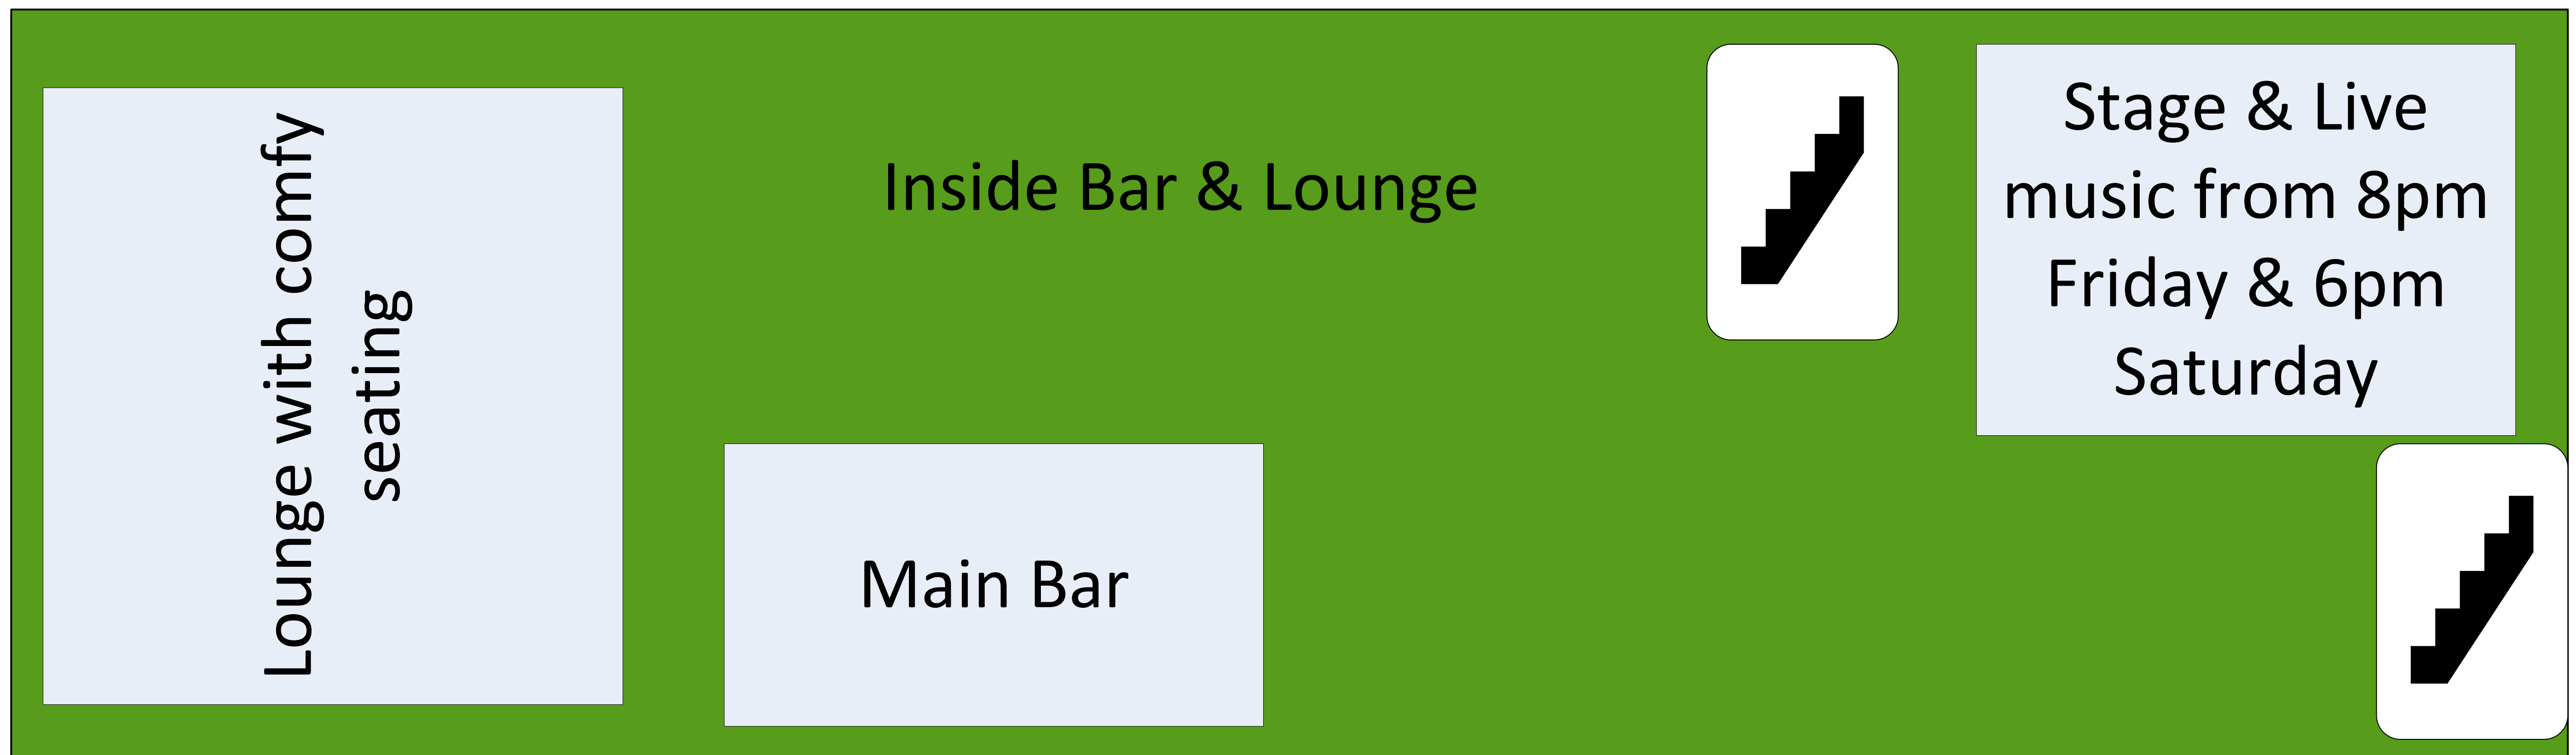 Lounge with comfy
seating
Inside Bar & Lounge
Main Bar
Stage & Live
music from 8pm
Friday & 6pm
Saturday